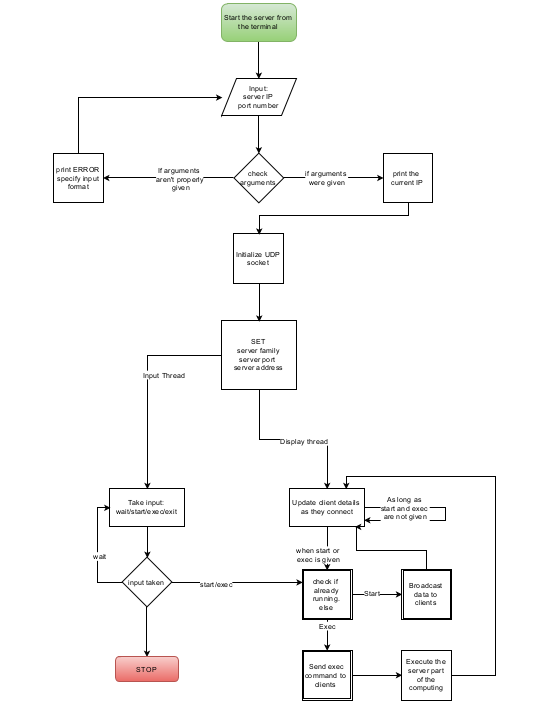 Start the server from
the terminal
Input:
server IP
port number
print ERROR
specify input
format
If arguments
aren't properly
given
check
arguments
if arguments
were given
print the
current IP
Initialize UDP
socket
SET
server family
server port
server address
Input Thread
Display thread
Take input:
wait/start/exec/exit
Update client details
as they connect
As long as
start and exec
are not given
wait
input taken
start/exec
when start or
exec is given
check if
already
running.
else
Start
Broadcast
data to
clients
Exec
STOP
Send exec
command to
clients
Execute the
server part
of the
computing